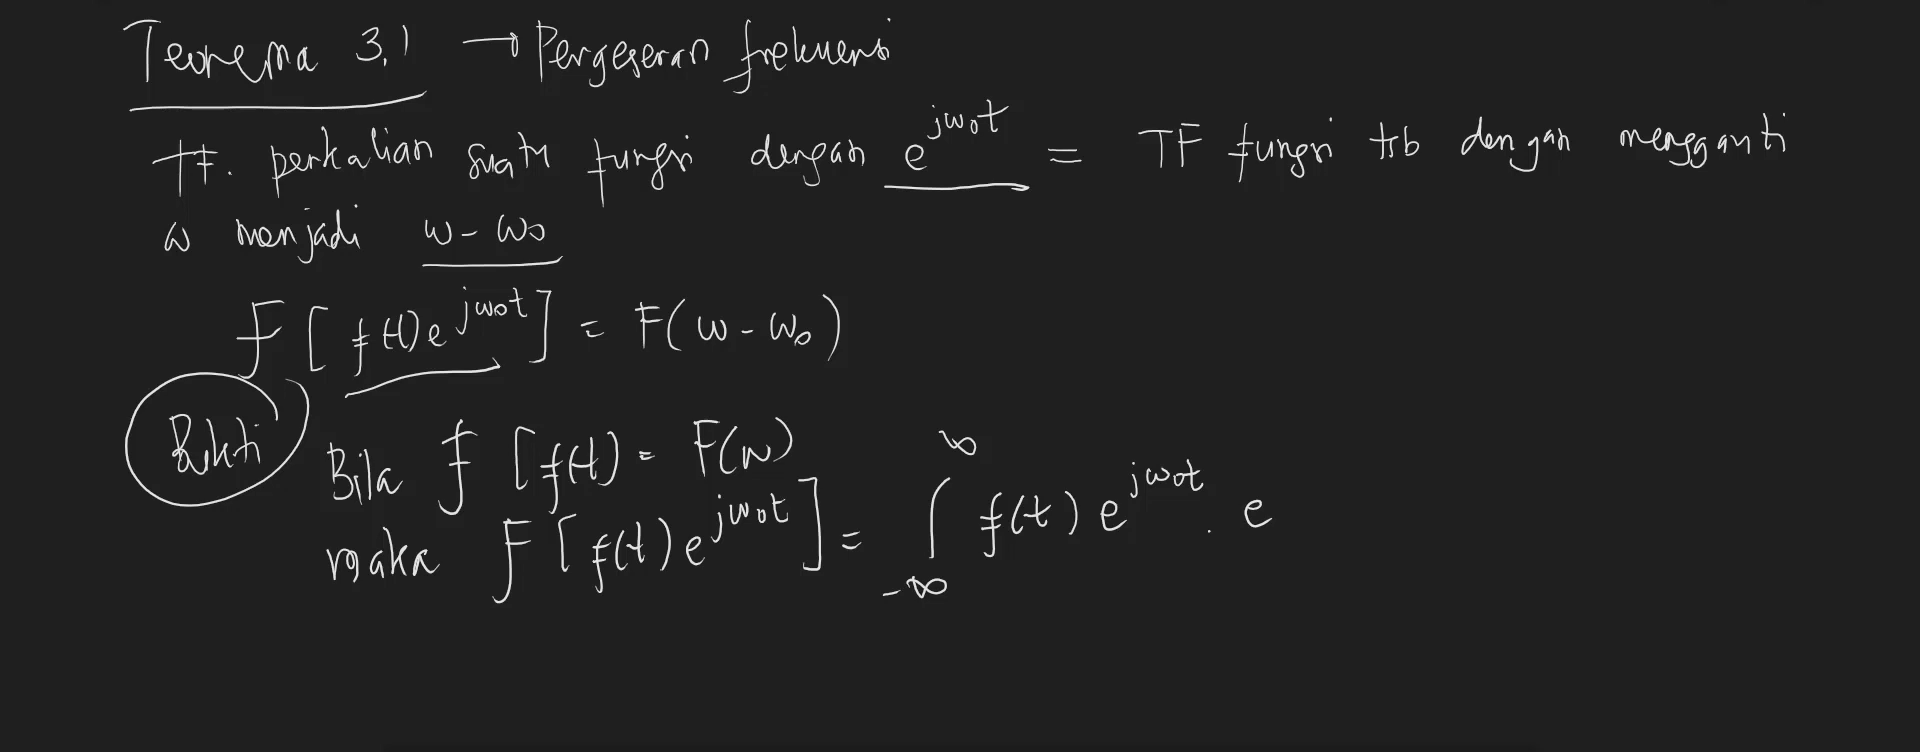 Teorema 3.1 → Pergeseran frekuensi
TF. perkalian suatu fungsi dengan e^{jω₀t} = TF fungsi tsb dengan mengganti
ω menjadi ω - ω₀
F [ f(t) e^{jω₀t} ] = F(ω - ω₀)
Bukti
Bila F [ f(t) = F(ω)
maka F [ f(t) e^{jω₀t} ] = ∫_{-∞}^{∞} f(t) e^{jω₀t} . e